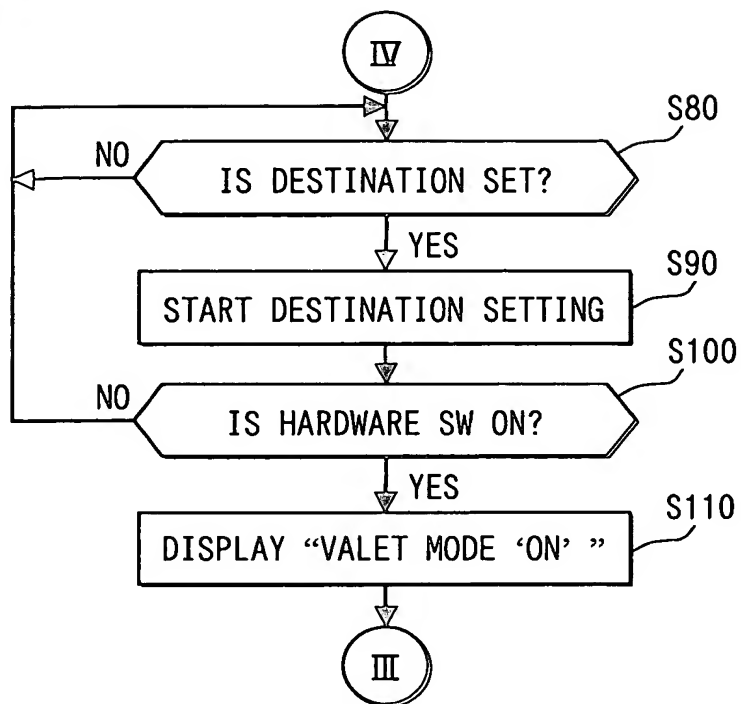 IV
S80
NO
IS DESTINATION SET?
YES
S90
START DESTINATION SETTING
S100
NO
IS HARDWARE SW ON?
YES
S110
DISPLAY “VALET MODE ‘ON’ ”
III